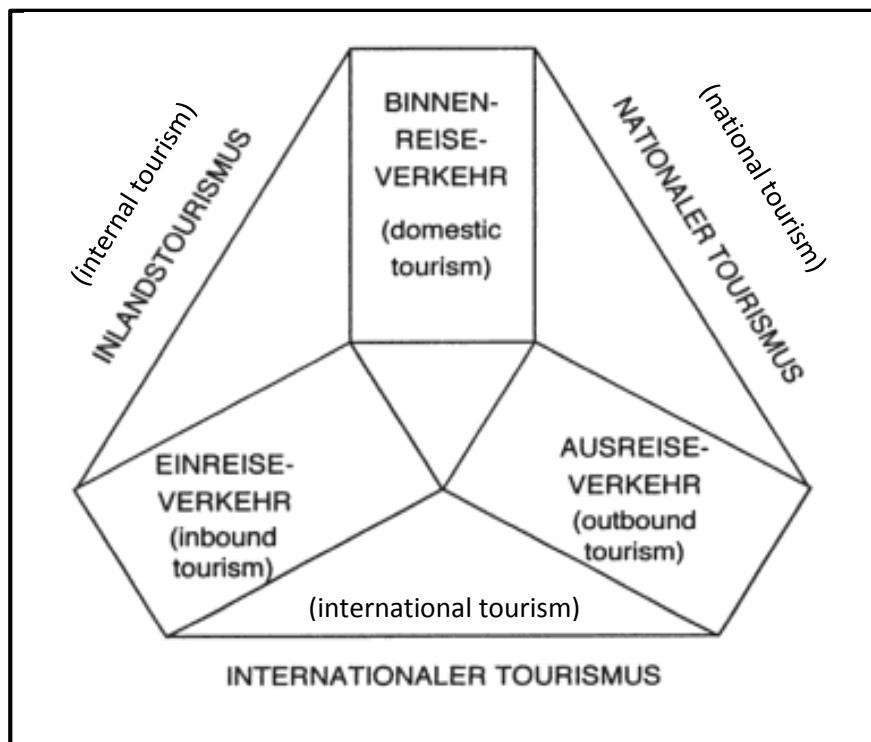 BINNEN-
REISE-
VERKEHR
(domestic
tourism)
(internal tourism)
INLANDSTOURISMUS
NATIONALER TOURISMUS
(national tourism)
EINREISE-
VERKEHR
(inbound
tourism)
AUSREISE-
VERKEHR
(outbound
tourism)
(international tourism)
INTERNATIONALER TOURISMUS